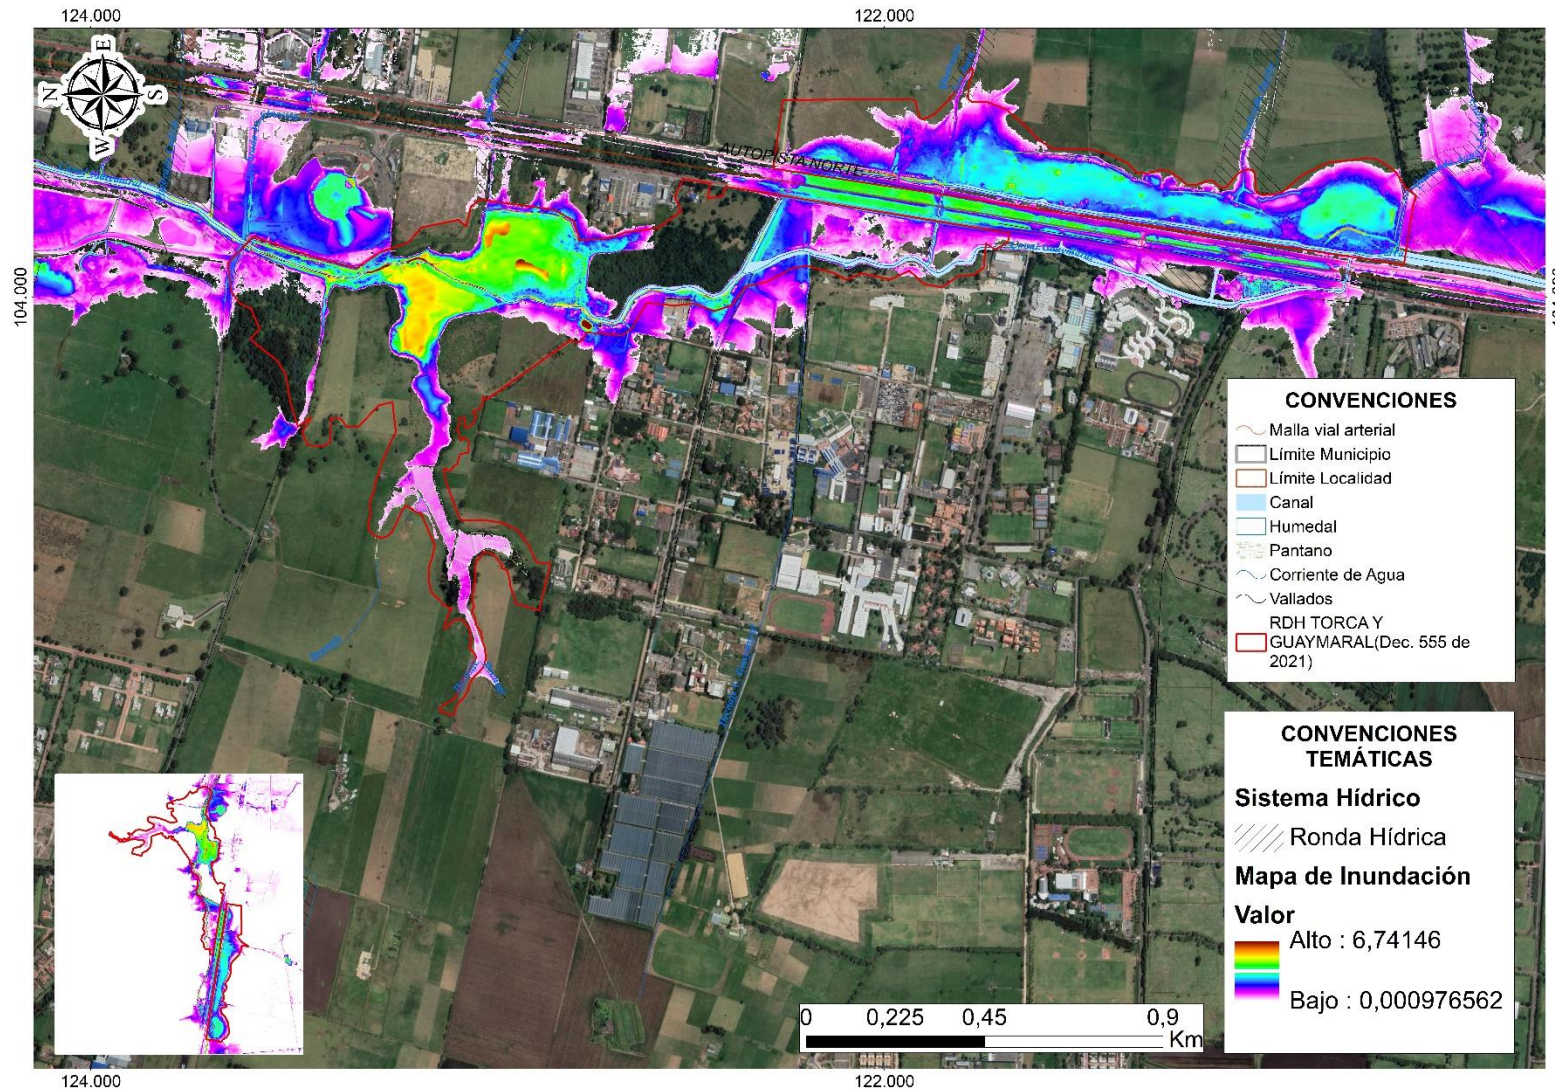 124.000
122.000
E
N
S
W
AUTOPISTA NORTE
104.000
CONVENCIONES
Malla vial arterial
Límite Municipio
Límite Localidad
Canal
Humedal
Pantano
Corriente de Agua
Vallados
RDH TORCA Y
GUAYMARAL(Dec. 555 de
2021)
CONVENCIONES
TEMÁTICAS
Sistema Hídrico
Ronda Hídrica
Mapa de Inundación
Valor
Alto : 6,74146
Bajo : 0,000976562
0 0,225 0,45 0,9
Km
124.000
122.000